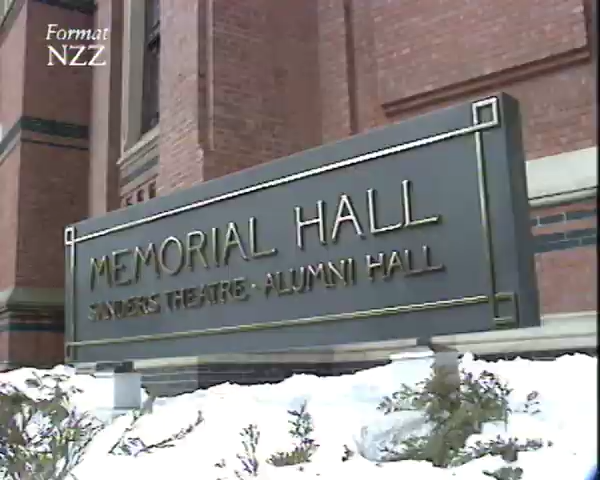 Format
NZZ
MEMORIAL HALL
SANDERS THEATRE · ALUMNI HALL